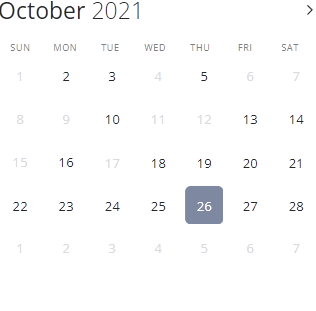 October 2021
SUN MON TUE WED THU FRI SAT
1 2 3 4 5 6 7
8 9 10 11 12 13 14
15 16 17 18 19 20 21
22 23 24 25 26 27 28
1 2 3 4 5 6 7